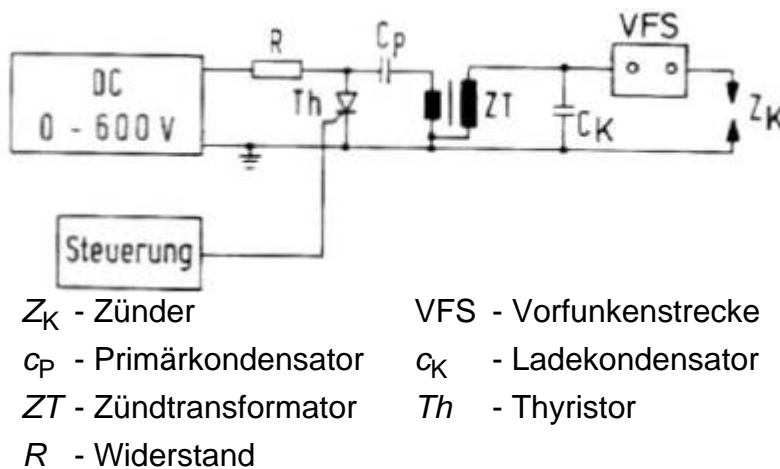 VFS
R
Cp
DC
0 - 600 V
Th
ZT
CK
ZK
Steuerung
ZK - Zünder VFS - Vorfunkenstrecke
cP - Primärkondensator cK - Ladekondensator
ZT - Zündtransformator Th - Thyristor
R - Widerstand